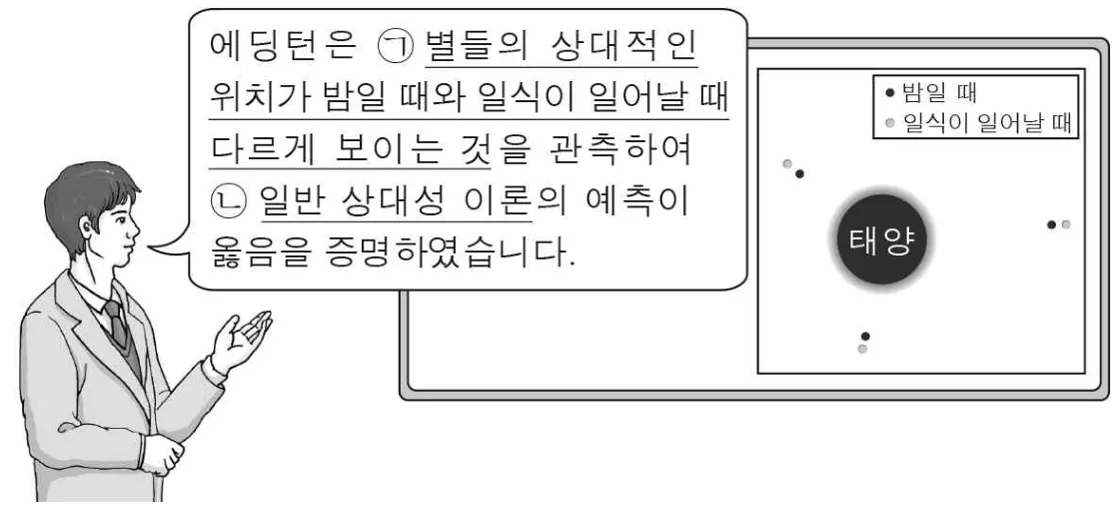 에딩턴은 ㉠ 별들의 상대적인
위치가 밤일 때와 일식이 일어날 때
다르게 보이는 것을 관측하여
㉡ 일반 상대성 이론의 예측이
옳음을 증명하였습니다.
밤일 때
일식이 일어날 때
태양